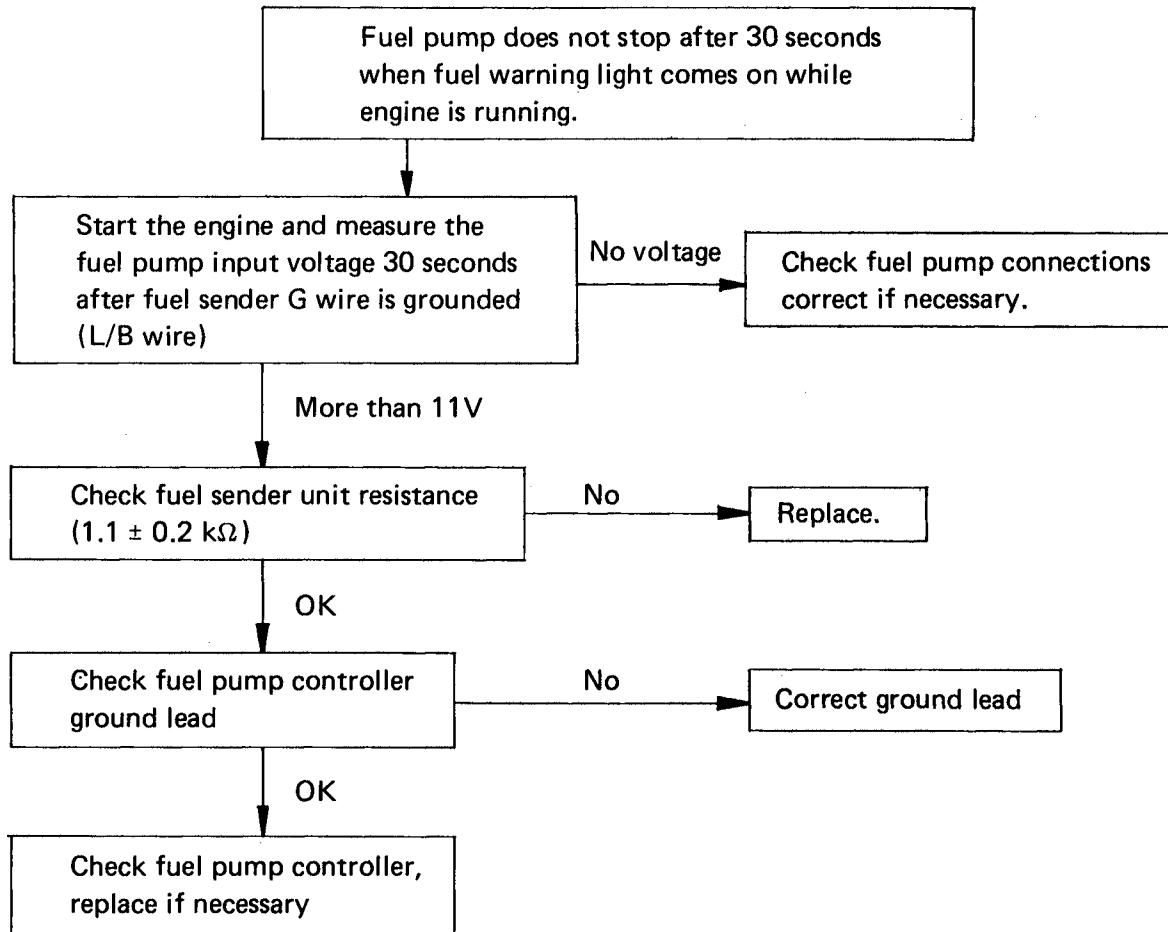 Fuel pump does not stop after 30 seconds
when fuel warning light comes on while
engine is running.
Start the engine and measure the
fuel pump input voltage 30 seconds
after fuel sender G wire is grounded
(L/B wire)
No voltage
Check fuel pump connections
correct if necessary.
More than 11V
Check fuel sender unit resistance
(1.1 ± 0.2 kΩ)
No
Replace.
OK
Check fuel pump controller
ground lead
No
Correct ground lead
OK
Check fuel pump controller,
replace if necessary